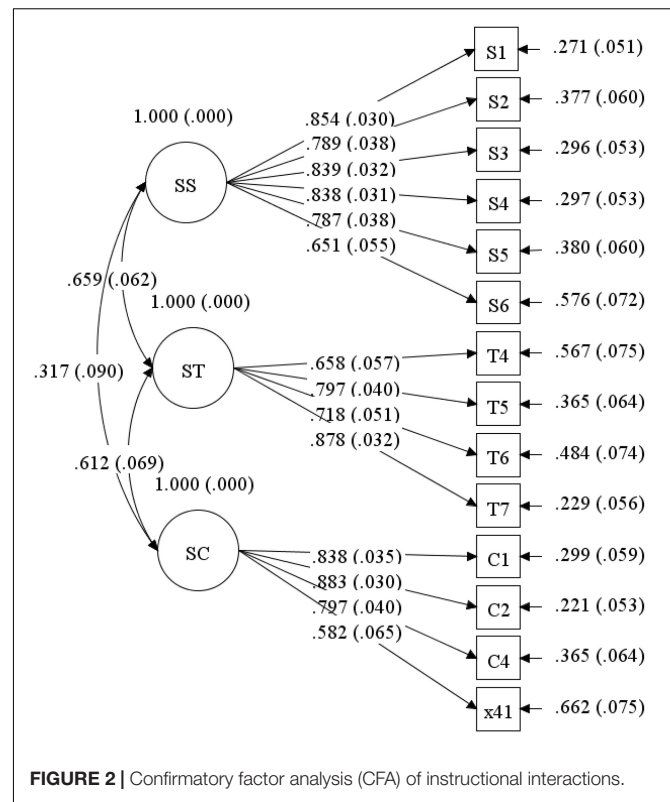 S1 .271 (.051)
1.000 (.000)
S2 .377 (.060)
.854 (.030)
.789 (.038)
S3 .296 (.053)
.839 (.032)
SS
.838 (.031)
S4 .297 (.053)
.787 (.038)
.651 (.055)
S5 .380 (.060)
.659 (.062)
S6 .576 (.072)
1.000 (.000)
.658 (.057)
T4 .567 (.075)
.317 (.090)
ST
.797 (.040)
.718 (.051)
T5 .365 (.064)
.878 (.032)
T6 .484 (.074)
.612 (.069)
1.000 (.000)
T7 .229 (.056)
SC
.838 (.035)
C1 .299 (.059)
.883 (.030)
.797 (.040)
C2 .221 (.053)
.582 (.065)
C4 .365 (.064)
x41 .662 (.075)
FIGURE 2 | Confirmatory factor analysis (CFA) of instructional interactions.